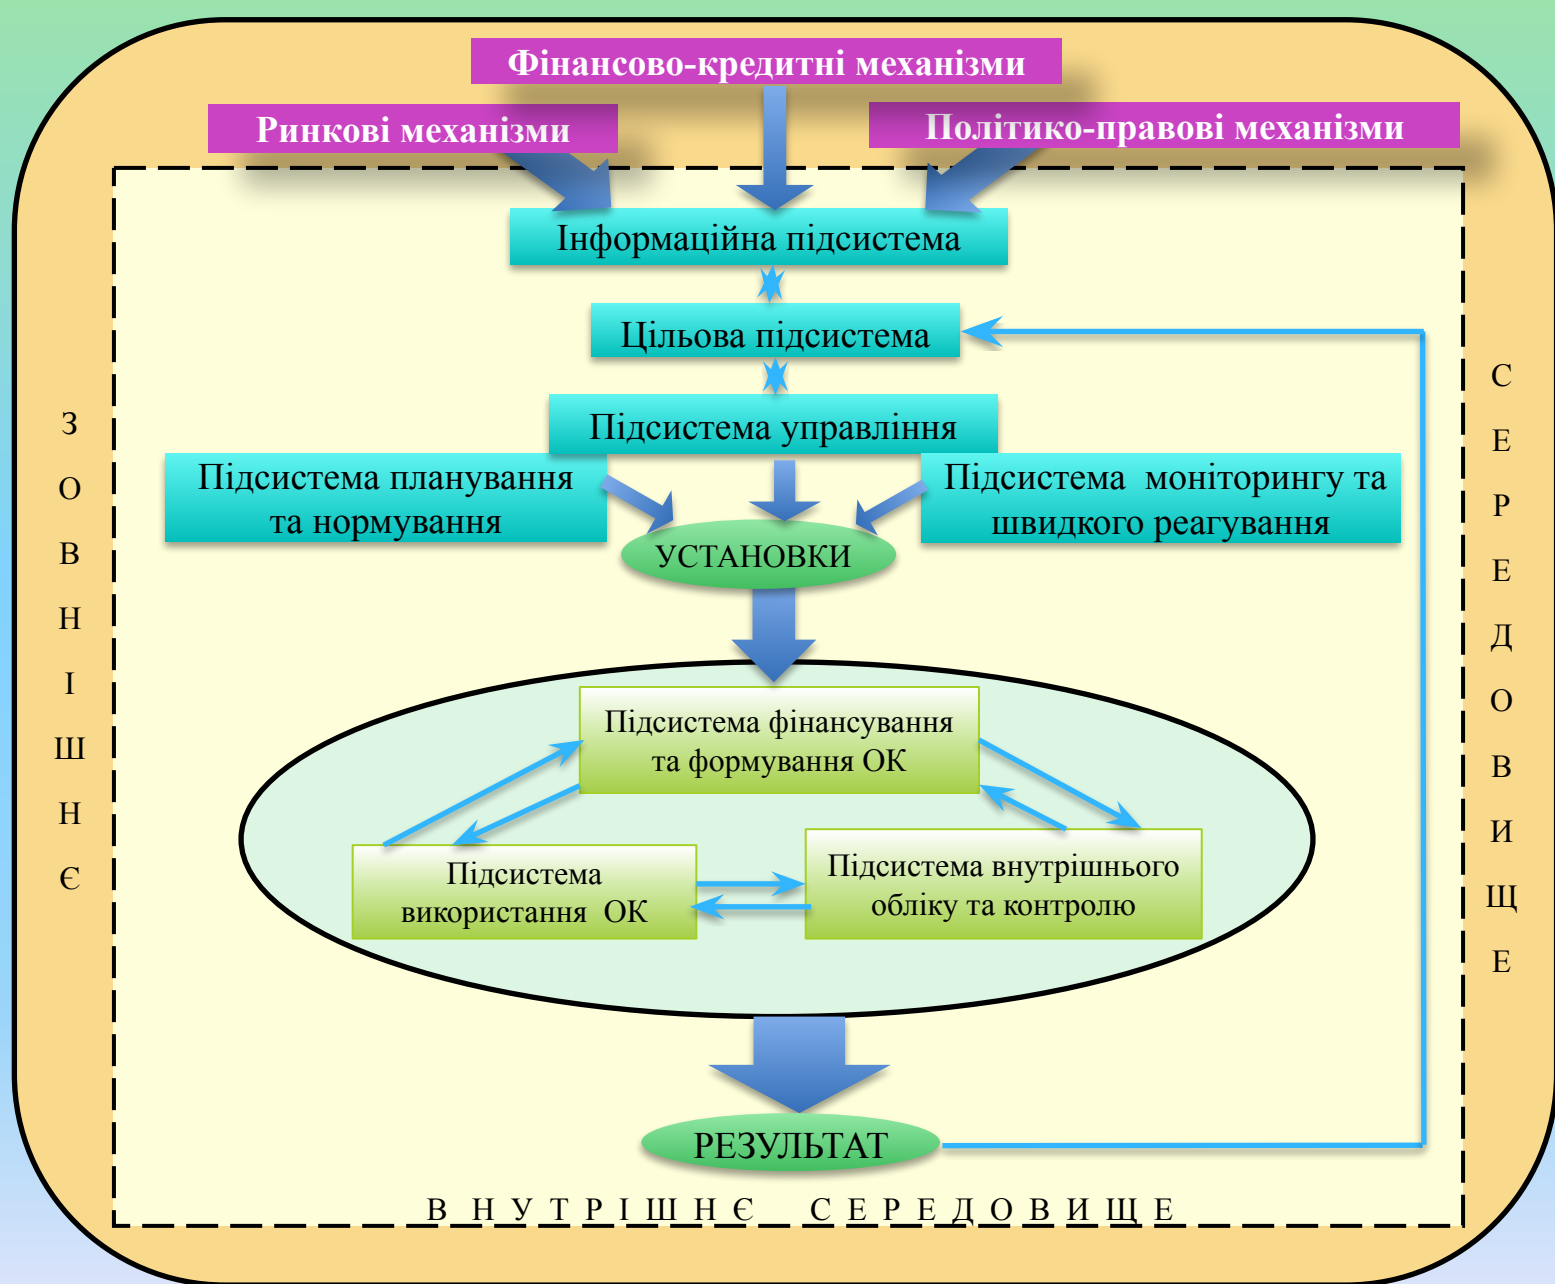 Фінансово-кредитні механізми
Ринкові механізми
Політико-правові механізми
Інформаційна підсистема
Цільова підсистема
Підсистема управління
Підсистема планування
та нормування
Підсистема моніторингу та
швидкого реагування
УСТАНОВКИ
Підсистема фінансування
та формування ОК
Підсистема
використання ОК
Підсистема внутрішнього
обліку та контролю
РЕЗУЛЬТАТ
З О В Н І Ш Н Є
С Е Р Е Д О В И Щ Е
В Н У Т Р І Ш Н Є С Е Р Е Д О В И Щ Е